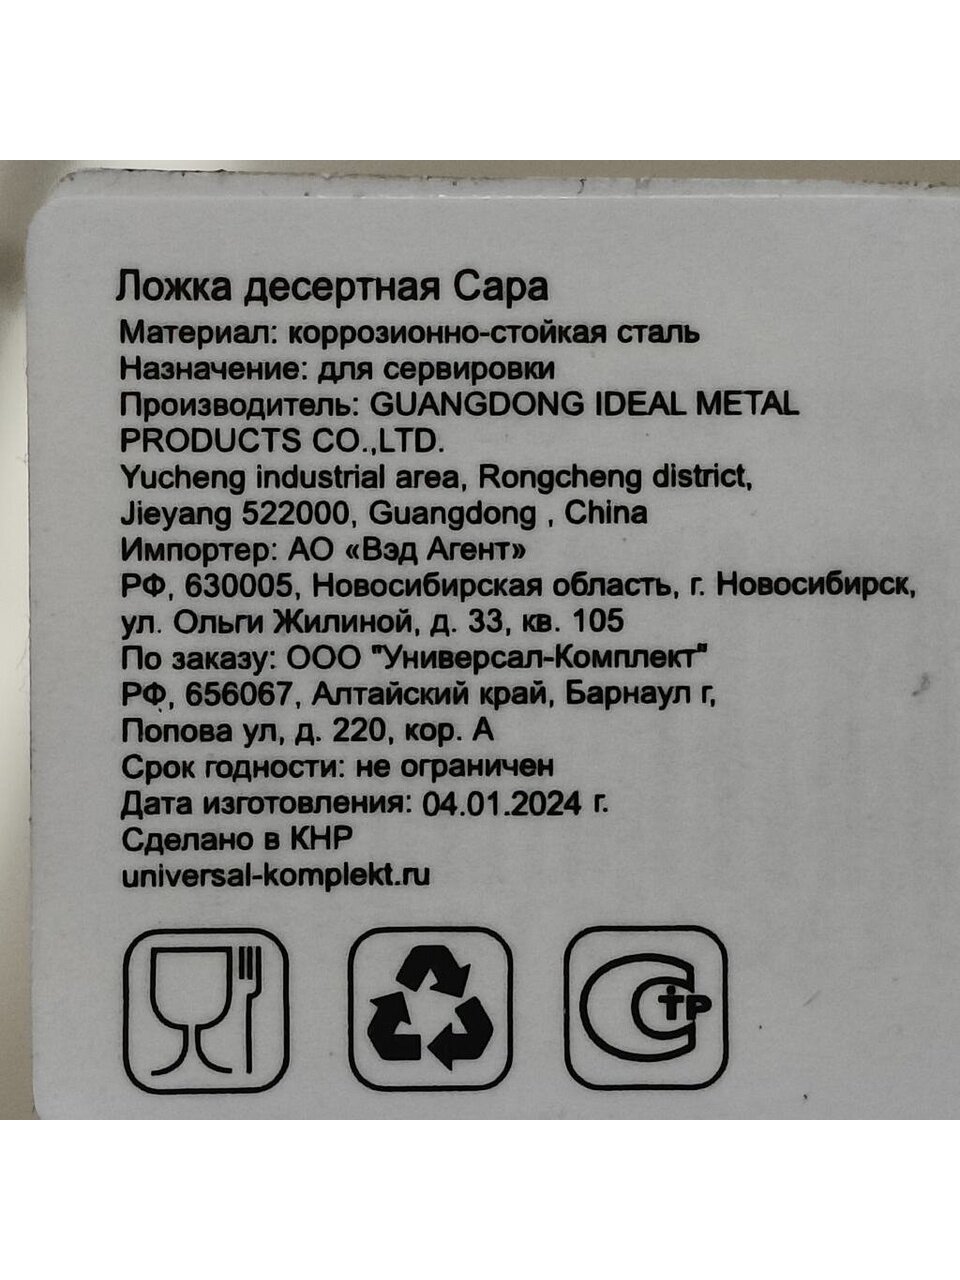 Ложка десертная Сара
Материал: коррозионно-стойкая сталь
Назначение: для сервировки
Производитель: GUANGDONG IDEAL METAL
PRODUCTS CO.,LTD.
Yucheng industrial area, Rongcheng district,
Jieyang 522000, Guangdong , China
Импортер: АО «Вэд Агент»
РФ, 630005, Новосибирская область, г. Новосибирск,
ул. Ольги Жилиной, д. 33, кв. 105
По заказу: ООО "Универсал-Комплект"
РФ, 656067, Алтайский край, Барнаул г,
Попова ул, д. 220, кор. А
Срок годности: не ограничен
Дата изготовления: 04.01.2024 г.
Сделано в КНР
universal-komplekt.ru